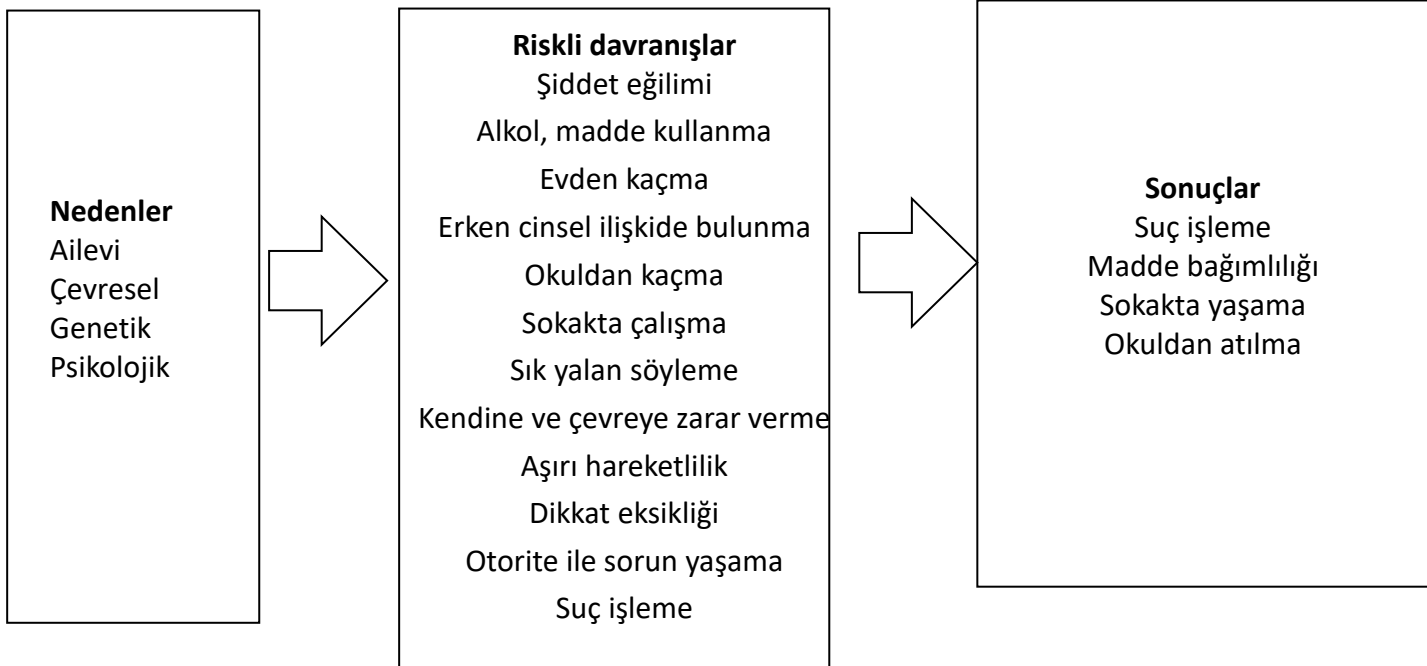 Nedenler
Ailevi
Çevresel
Genetik
Psikolojik
Riskli davranışlar
Şiddet eğilimi
Alkol, madde kullanma
Evden kaçma
Erken cinsel ilişkide bulunma
Okuldan kaçma
Sokakta çalışma
Sık yalan söyleme
Kendine ve çevreye zarar verme
Aşırı hareketlilik
Dikkat eksikliği
Otorite ile sorun yaşama
Suç işleme
Sonuçlar
Suç işleme
Madde bağımlılığı
Sokakta yaşama
Okuldan atılma